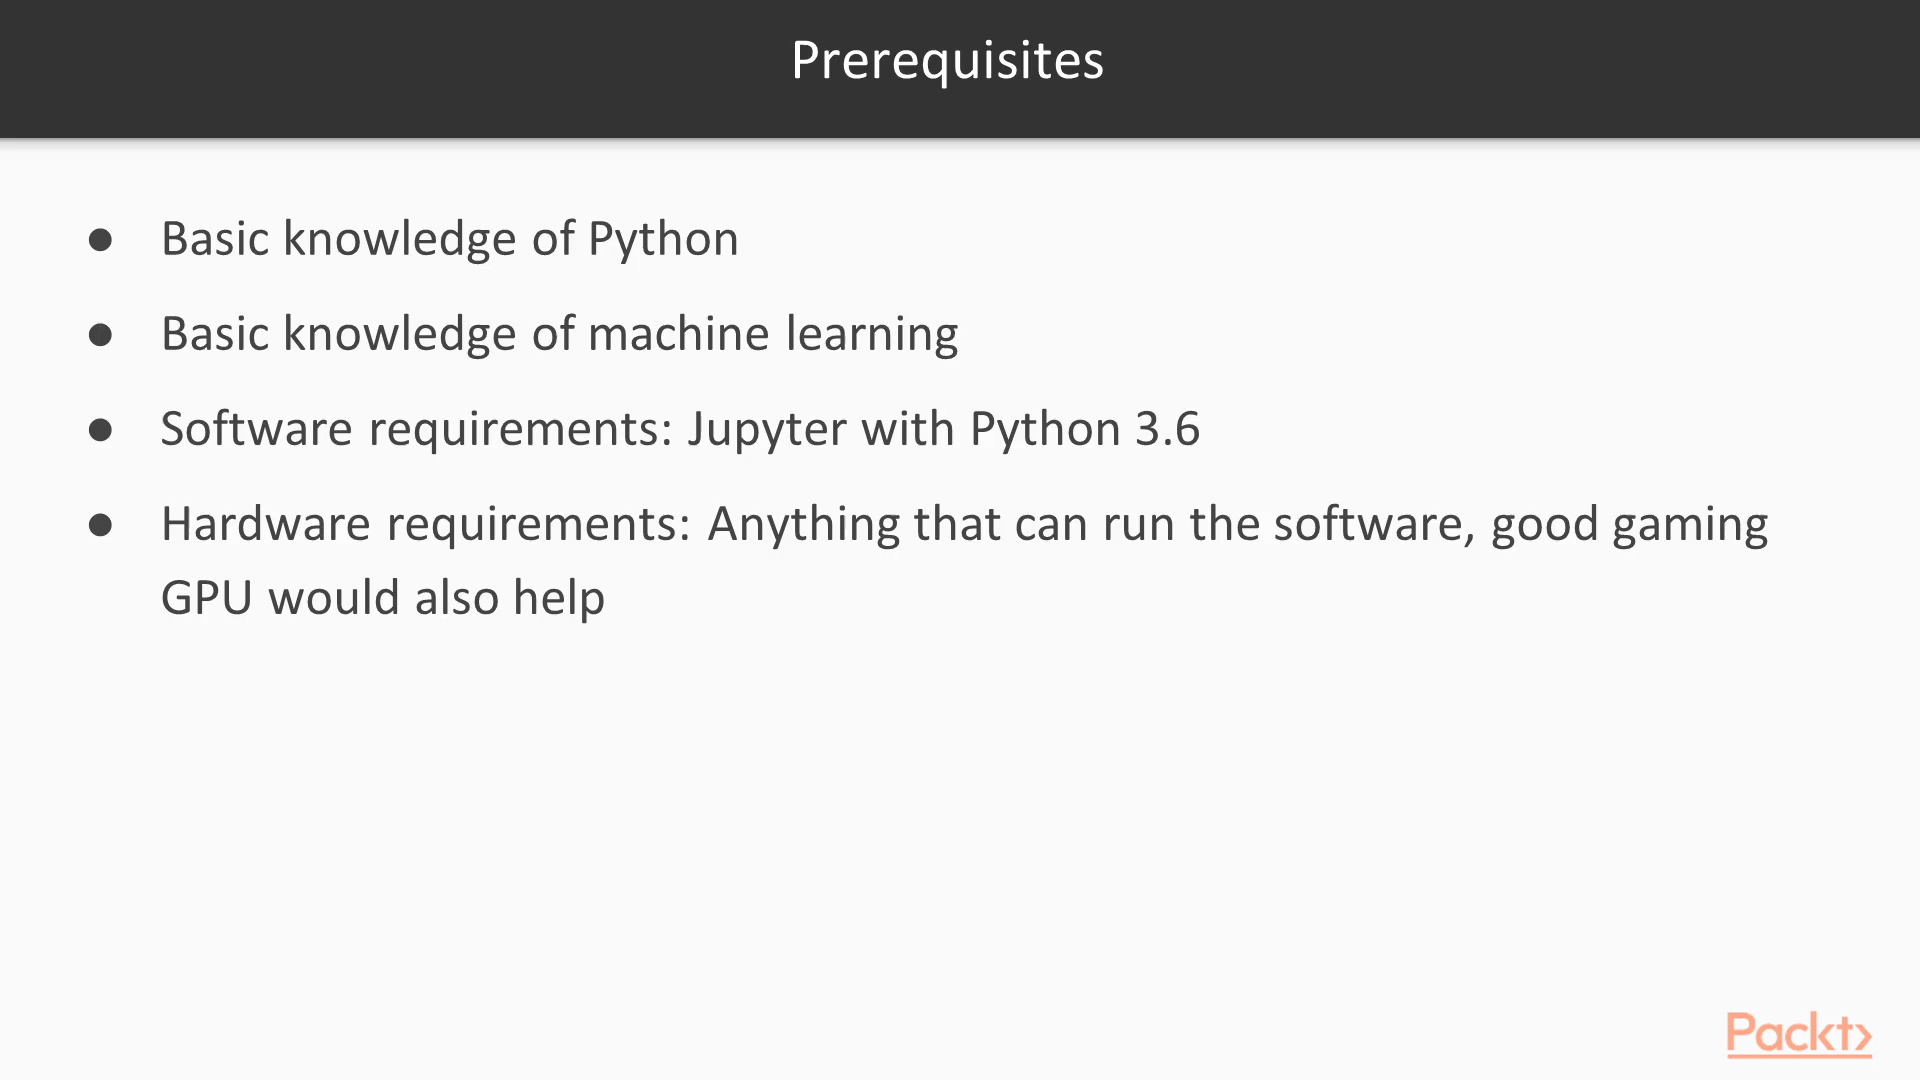 Prerequisites
● Basic knowledge of Python
● Basic knowledge of machine learning
● Software requirements: Jupyter with Python 3.6
● Hardware requirements: Anything that can run the software, good gaming
GPU would also help
Packt>